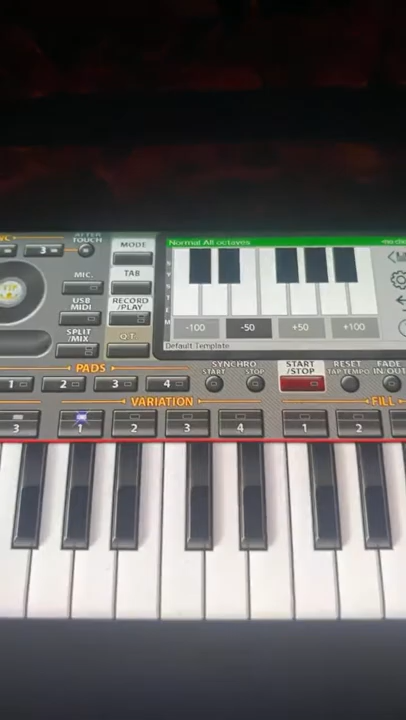 AFTER
TOUCH
3
MODE
MIC.
TAB
USB
MIDI
RECORD
/PLAY
SPLIT
/MIX
Q.T.
Normal All octaves
SYSTEM
-100 -50 +50 +100
Default Template
PADS
1 2 3 4
SYNCHRO
START STOP
START
/STOP
RESET
TAP TEMPO
FADE
IN/OUT
VARIATION
FILL
3 1 2 3 4 1 2